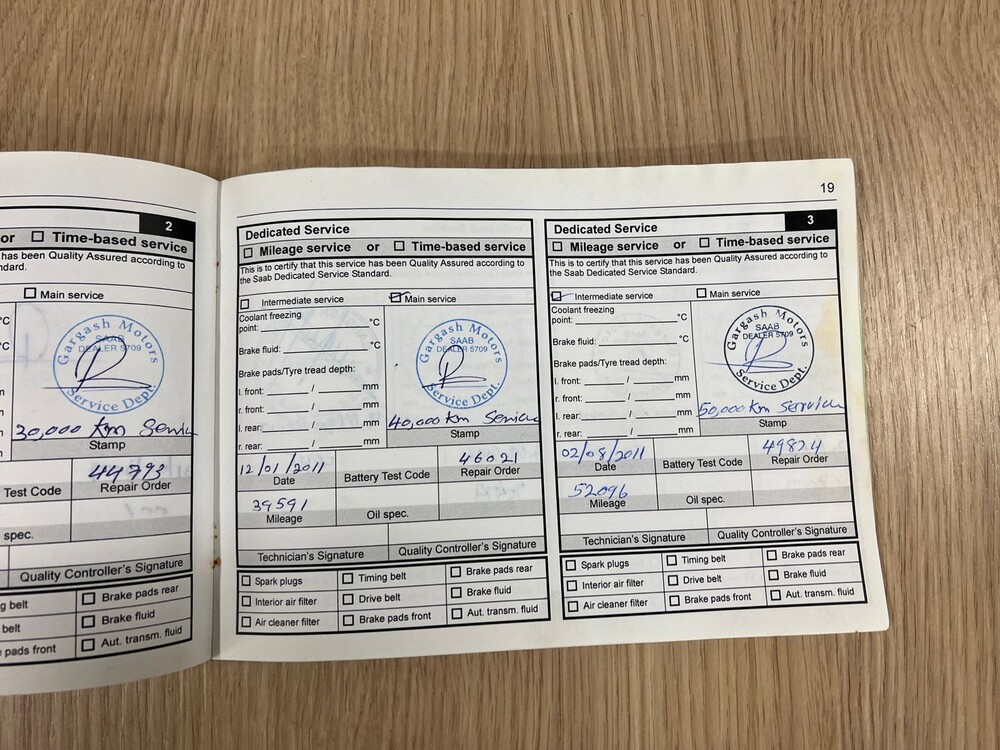 19
2
or ☐ Time-based service
has been Quality Assured according to
ndard.
☐ Main service
°C
°C
Gargash Motors
SAAB
DEALER 5709
Service Dept.
30,000 km Service
Stamp
44793
Test Code
Repair Order
spec.
Quality Controller's Signature
g belt
☐ Brake pads rear
belt
☐ Brake fluid
pads front
☐ Aut. transm. fluid
Dedicated Service
☐ Mileage service or ☐ Time-based service
This is to certify that this service has been Quality Assured according to
the Saab Dedicated Service Standard.
☐ Intermediate service
☑ Main service
Coolant freezing
point: °C
Brake fluid: °C
Brake pads/Tyre tread depth:
l. front: / mm
r. front: / mm
l. rear: / mm
r. rear: / mm
Gargash Motors
SAAB
DEALER 5709
Service Dept.
40,000 km Service
Stamp
12/01/2011
46021
Date
Battery Test Code
Repair Order
39591
Mileage
Oil spec.
Technician's Signature
Quality Controller's Signature
☐ Spark plugs
☐ Timing belt
☐ Brake pads rear
☐ Interior air filter
☐ Drive belt
☐ Brake fluid
☐ Air cleaner filter
☐ Brake pads front
☐ Aut. transm. fluid
Dedicated Service
3
☐ Mileage service or ☐ Time-based service
This is to certify that this service has been Quality Assured according to
the Saab Dedicated Service Standard.
☑ Intermediate service
☐ Main service
Coolant freezing
point: °C
Brake fluid: °C
Brake pads/Tyre tread depth:
l. front: / mm
r. front: / mm
l. rear: / mm
r. rear: / mm
Gargash Motors
SAAB
DEALER 5709
Service Dept.
50,000 km Service
Stamp
02/08/2011
49824
Date
Battery Test Code
Repair Order
52096
Mileage
Oil spec.
Technician's Signature
Quality Controller's Signature
☐ Spark plugs
☐ Timing belt
☐ Brake pads rear
☐ Interior air filter
☐ Drive belt
☐ Brake fluid
☐ Air cleaner filter
☐ Brake pads front
☐ Aut. transm. fluid